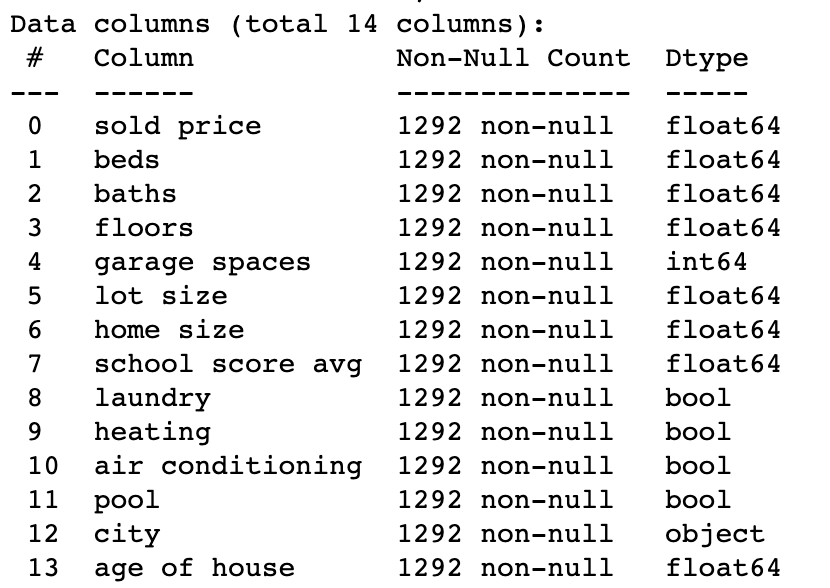 Data columns (total 14 columns):
 #   Column            Non-Null Count  Dtype
---  ------            --------------  -----
 0   sold price        1292 non-null   float64
 1   beds              1292 non-null   float64
 2   baths             1292 non-null   float64
 3   floors            1292 non-null   float64
 4   garage spaces     1292 non-null   int64
 5   lot size          1292 non-null   float64
 6   home size         1292 non-null   float64
 7   school score avg  1292 non-null   float64
 8   laundry           1292 non-null   bool
 9   heating           1292 non-null   bool
 10  air conditioning  1292 non-null   bool
 11  pool              1292 non-null   bool
 12  city              1292 non-null   object
 13  age of house      1292 non-null   float64